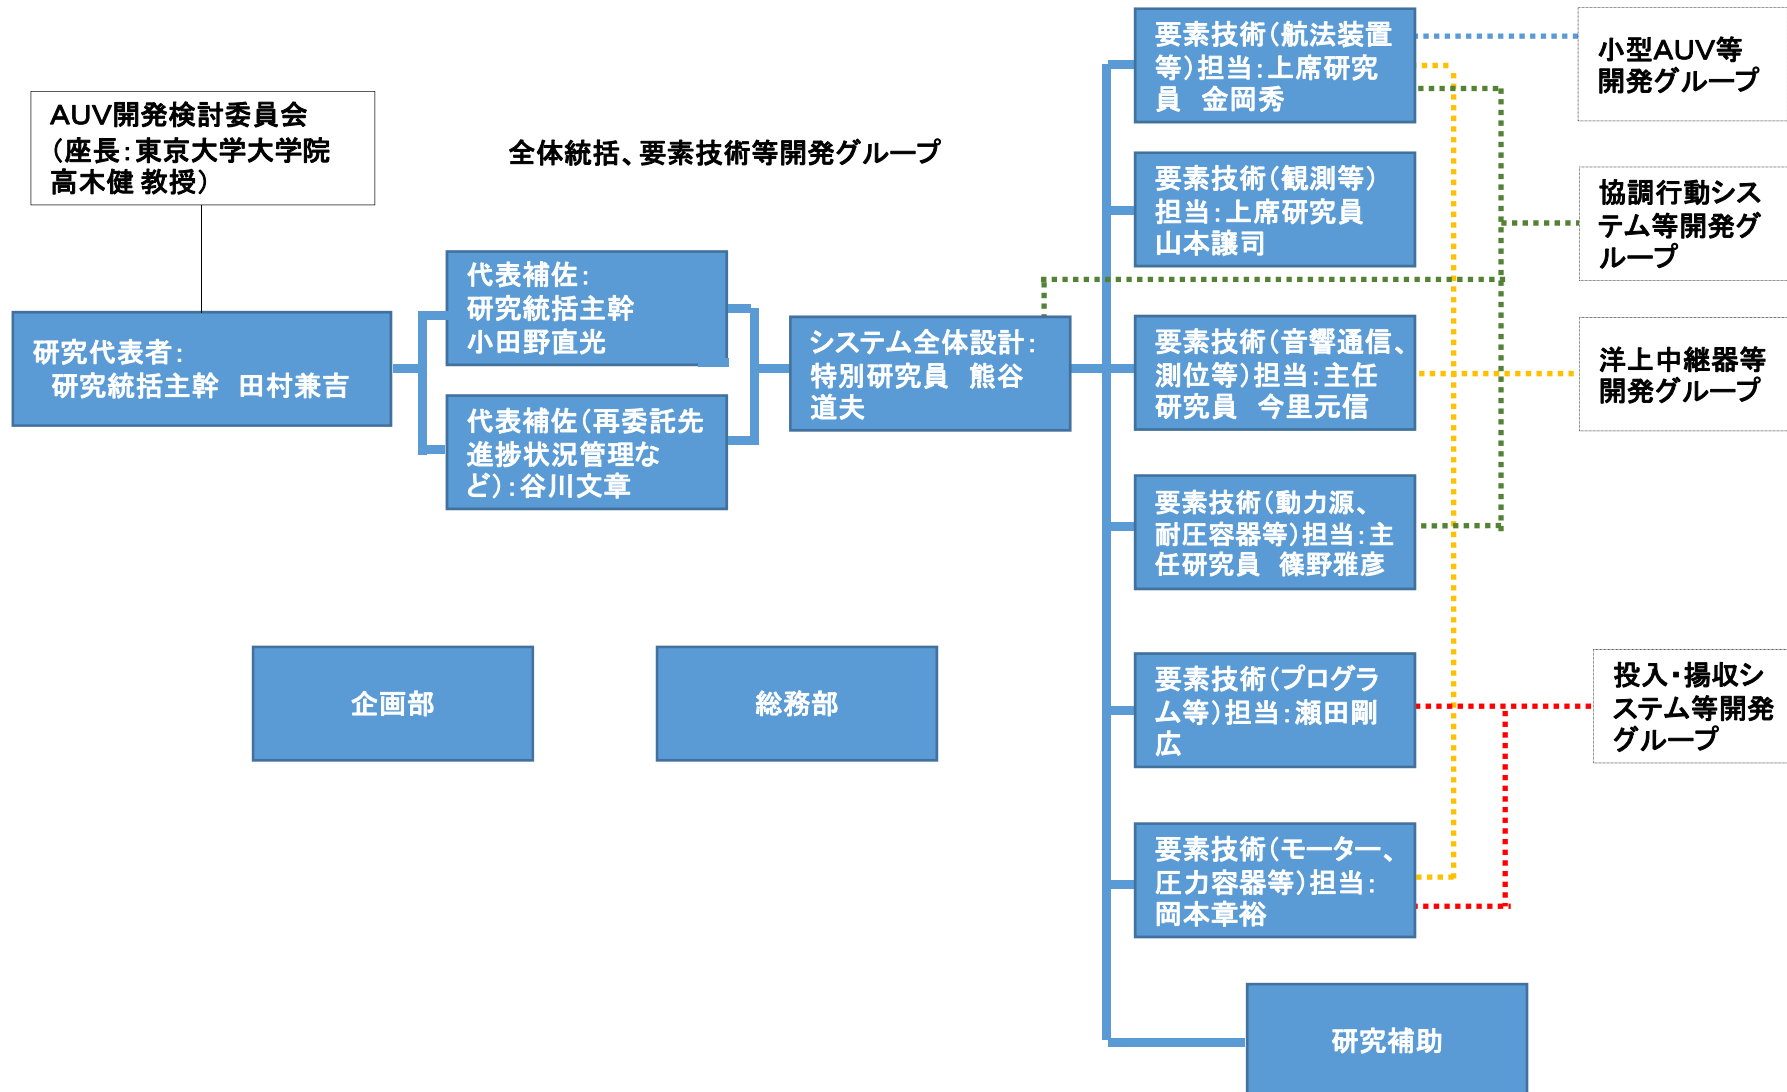 AUV開発検討委員会
(座長:東京大学大学院
高木健 教授)
全体統括、要素技術等開発グループ
研究代表者:
研究統括主幹　田村兼吉
代表補佐:
研究統括主幹
小田野直光
代表補佐(再委託先
進捗状況管理な
ど):谷川文章
システム全体設計:
特別研究員　熊谷
道夫
要素技術(航法装置
等)担当:上席研究
員　金岡秀
要素技術(観測等)
担当:上席研究員
山本譲司
要素技術(音響通信、
測位等)担当:主任
研究員　今里元信
要素技術(動力源、
耐圧容器等)担当:主
任研究員　篠野雅彦
要素技術(プログラ
ム等)担当:瀬田剛
広
要素技術(モーター、
圧力容器等)担当:
岡本章裕
研究補助
小型AUV等
開発グループ
協調行動シス
テム等開発グ
ループ
洋上中継器等
開発グループ
投入・揚収シ
ステム等開発
グループ
企画部
総務部